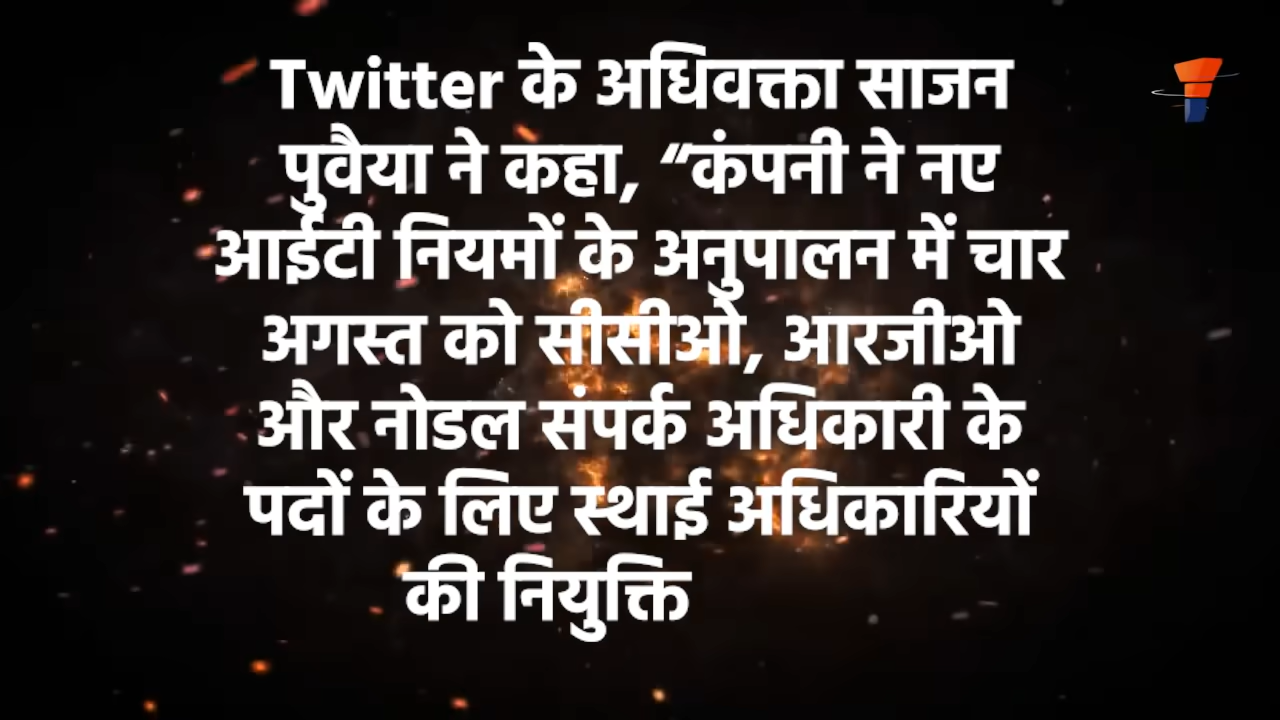 Twitter के अधिवक्ता साजन
पुवैया ने कहा, “कंपनी ने नए
आईटी नियमों के अनुपालन में चार
अगस्त को सीसीओ, आरजीओ
और नोडल संपर्क अधिकारी के
पदों के लिए स्थाई अधिकारियों
की नियुक्ति